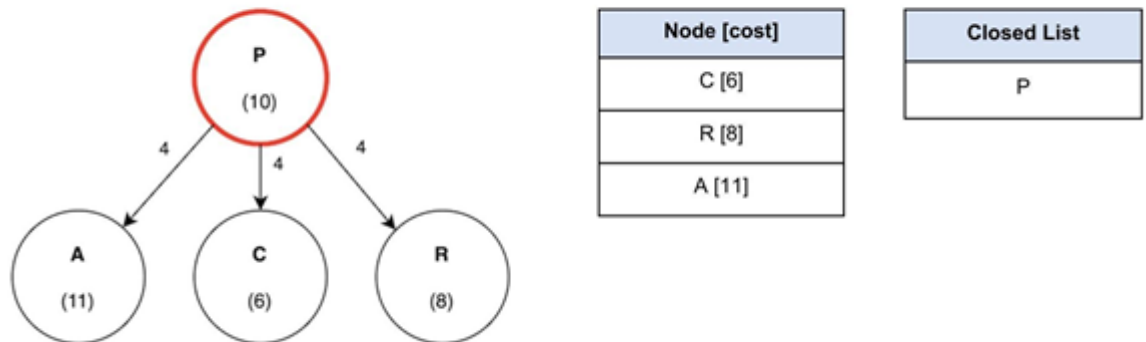 P
(10)
4
4
4
A
(11)
C
(6)
R
(8)
Node [cost]
C [6]
R [8]
A [11]
Closed List
P